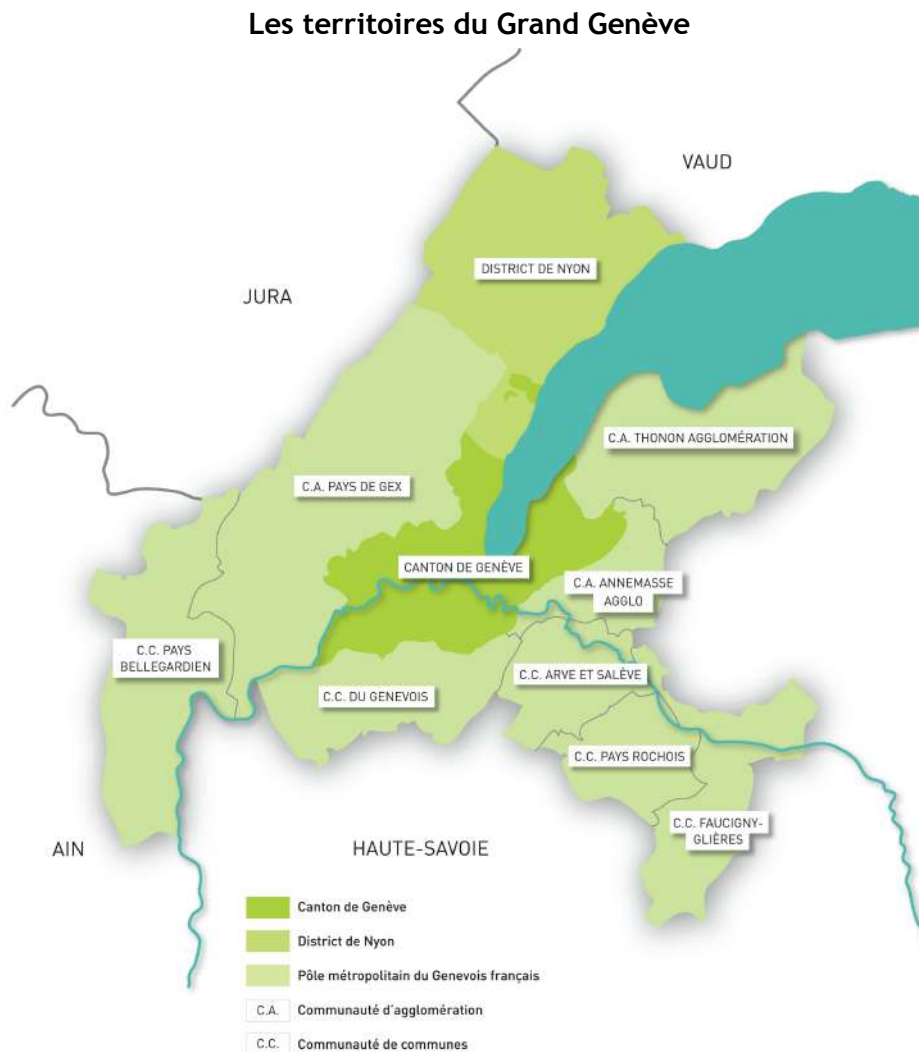 Les territoires du Grand Genève
VAUD
DISTRICT DE NYON
JURA
C.A. THONON AGGLOMÉRATION
C.A. PAYS DE GEX
CANTON DE GENÈVE
C.A. ANNEMASSE
AGGLO
C.C. PAYS
BELLEGARDIEN
C.C. ARVE ET SALÈVE
C.C. DU GENEVOIS
C.C. PAYS ROCHOIS
C.C. FAUCIGNY-
GLIÈRES
AIN
HAUTE-SAVOIE
Canton de Genève
District de Nyon
Pôle métropolitain du Genevois français
C.A. Communauté d'agglomération
C.C. Communauté de communes